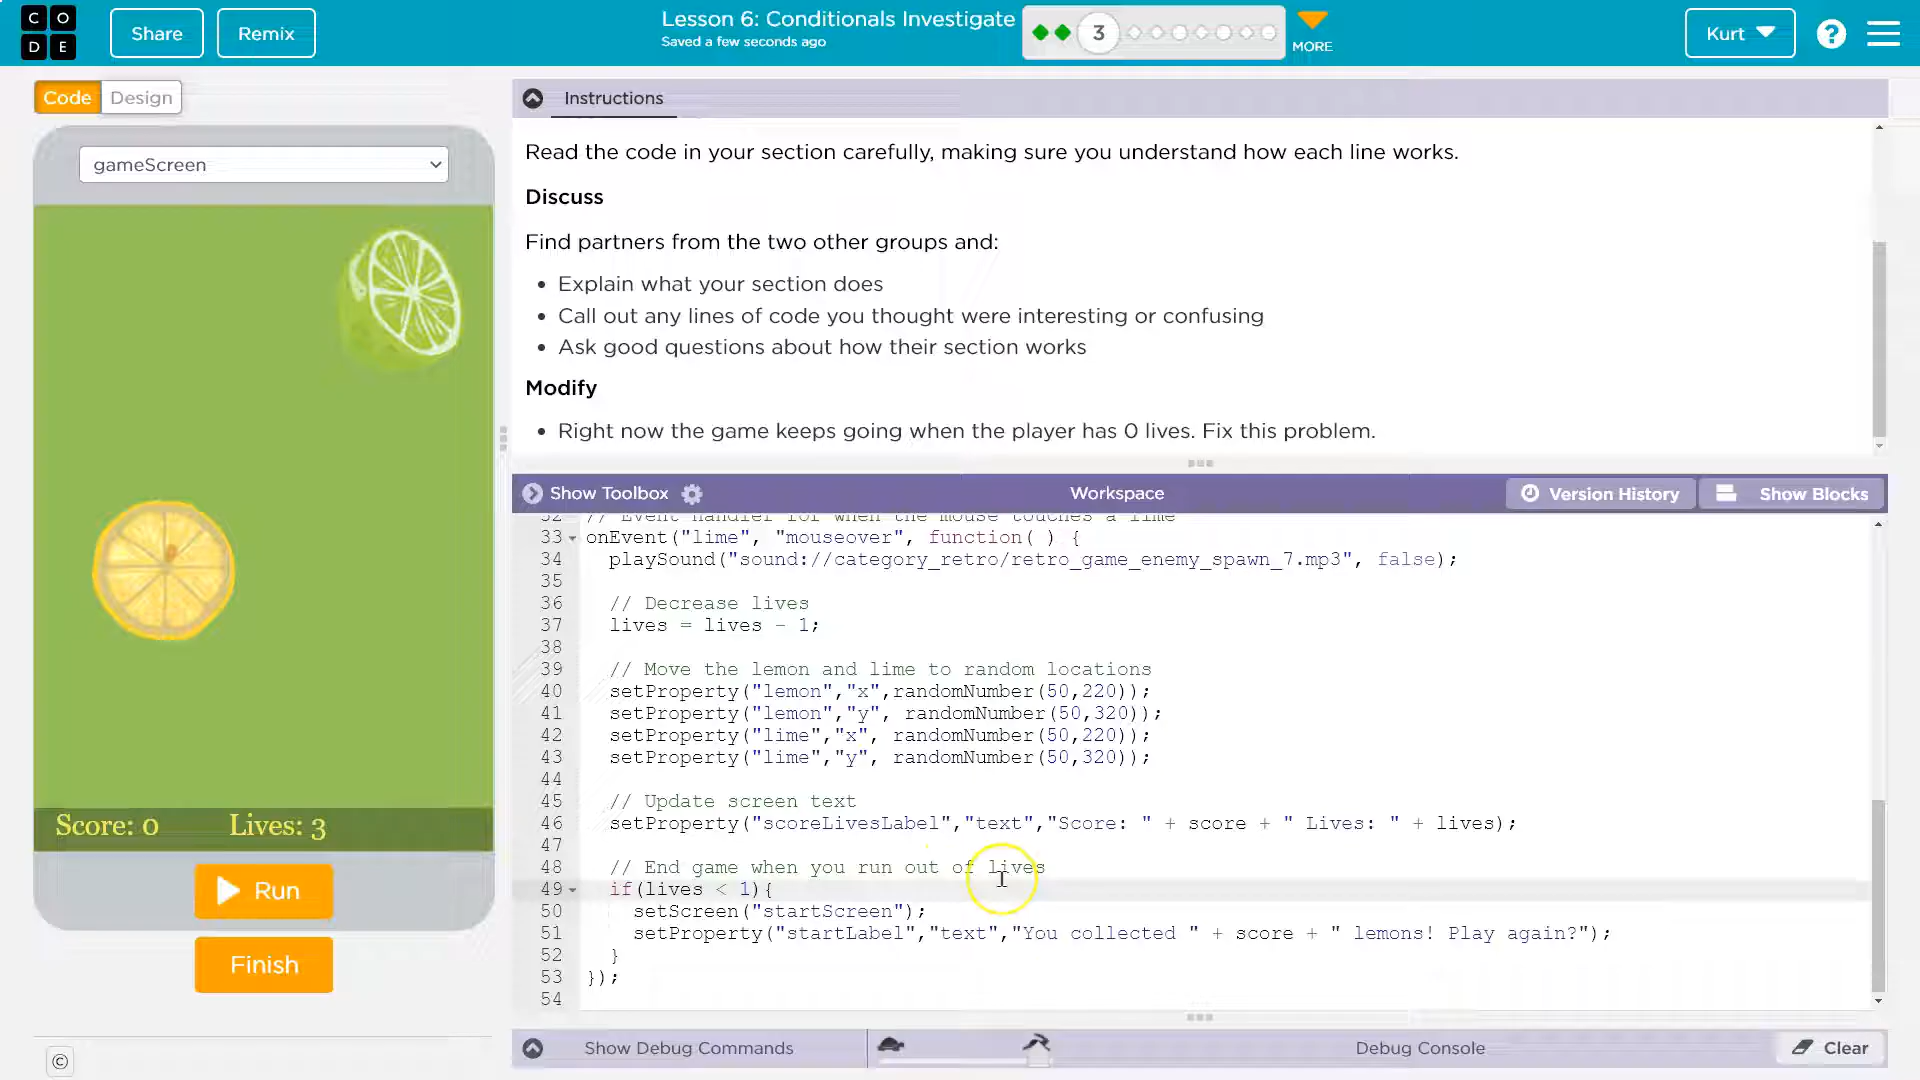 CODE
Share
Remix
Lesson 6: Conditionals Investigate
Saved a few seconds ago
3
MORE
Kurt
?
Code
Design
gameScreen
Score: 0 Lives: 3
Run
Finish
©
Instructions
Read the code in your section carefully, making sure you understand how each line works.
Discuss
Find partners from the two other groups and:
• Explain what your section does
• Call out any lines of code you thought were interesting or confusing
• Ask good questions about how their section works
Modify
• Right now the game keeps going when the player has 0 lives. Fix this problem.
Show Toolbox
Workspace
Version History
Show Blocks
32 // Event handler for when the mouse touches a lime
33 onEvent("lime", "mouseover", function( ) {
34 playSound("sound://category_retro/retro_game_enemy_spawn_7.mp3", false);
35
36 // Decrease lives
37 lives = lives - 1;
38
39 // Move the lemon and lime to random locations
40 setProperty("lemon","x",randomNumber(50,220));
41 setProperty("lemon","y", randomNumber(50,320));
42 setProperty("lime","x", randomNumber(50,220));
43 setProperty("lime","y", randomNumber(50,320));
44
45 // Update screen text
46 setProperty("scoreLivesLabel","text","Score: " + score + " Lives: " + lives);
47
48 // End game when you run out of lives
49 if(lives < 1){
50 setScreen("startScreen");
51 setProperty("startLabel","text","You collected " + score + " lemons! Play again?");
52 }
53 });
54
Show Debug Commands
Debug Console
Clear